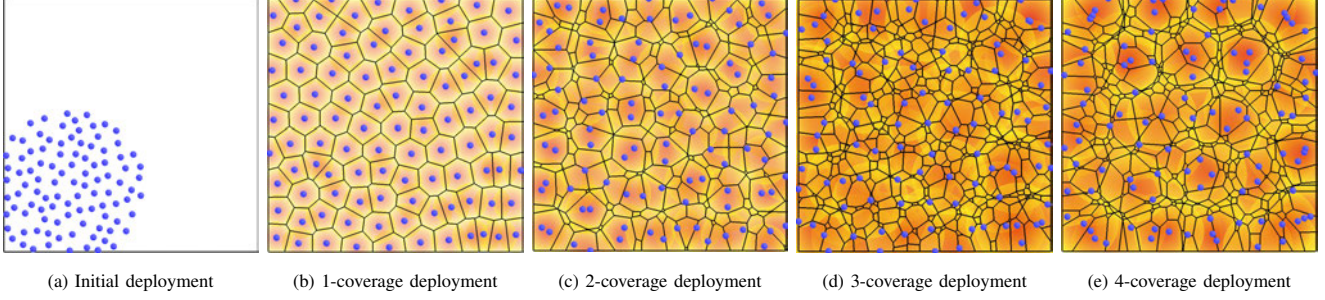 (a) Initial deployment
(b) 1-coverage deployment
(c) 2-coverage deployment
(d) 3-coverage deployment
(e) 4-coverage deployment